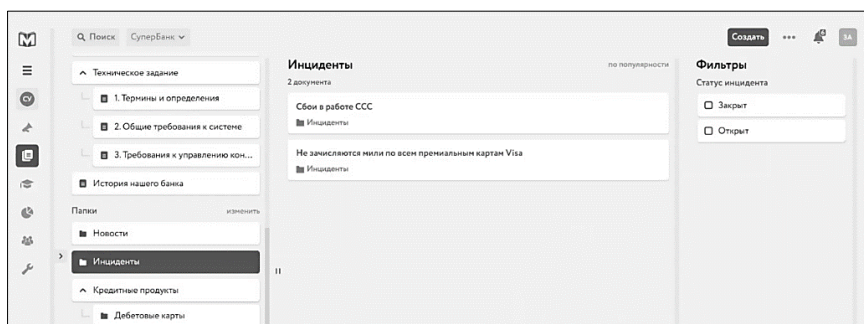 Поиск
СуперБанк
Создать
ЗА
Техническое задание
1. Термины и определения
2. Общие требования к системе
3. Требования к управлению кон...
История нашего банка
Папки
изменить
Новости
Инциденты
Кредитные продукты
Дебетовые карты
Инциденты
по популярности
2 документа
Сбои в работе ССС
Инциденты
Не зачисляются мили по всем премиальным картам Visa
Инциденты
Фильтры
Статус инцидента
Закрыт
Открыт